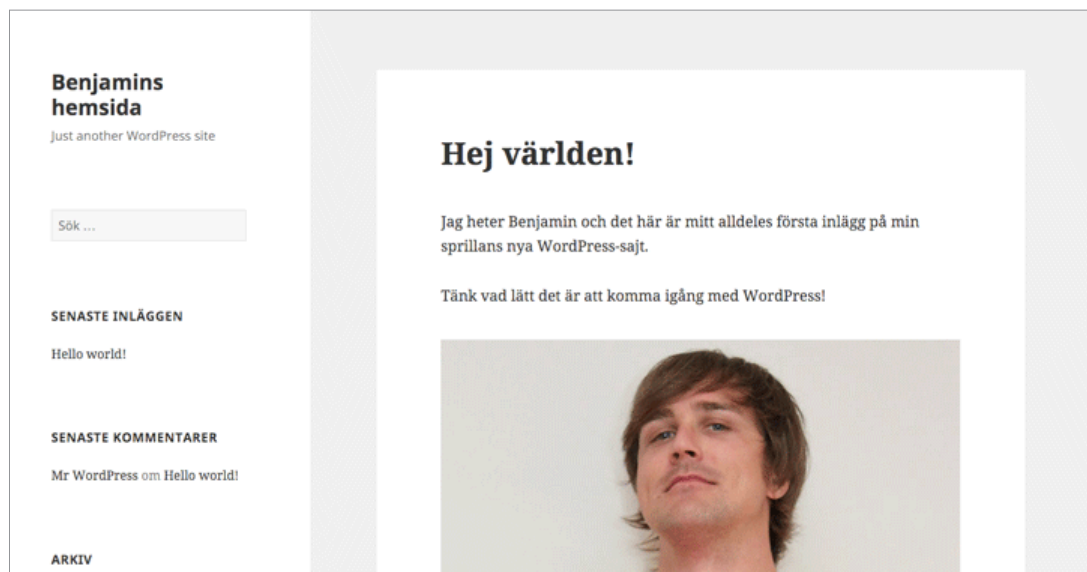 Benjamins
hemsida
Just another WordPress site
Sök …
SENASTE INLÄGGEN
Hello world!
SENASTE KOMMENTARER
Mr WordPress om Hello world!
ARKIV
Hej världen!
Jag heter Benjamin och det här är mitt alldeles första inlägg på min
sprillans nya WordPress-sajt.
Tänk vad lätt det är att komma igång med WordPress!